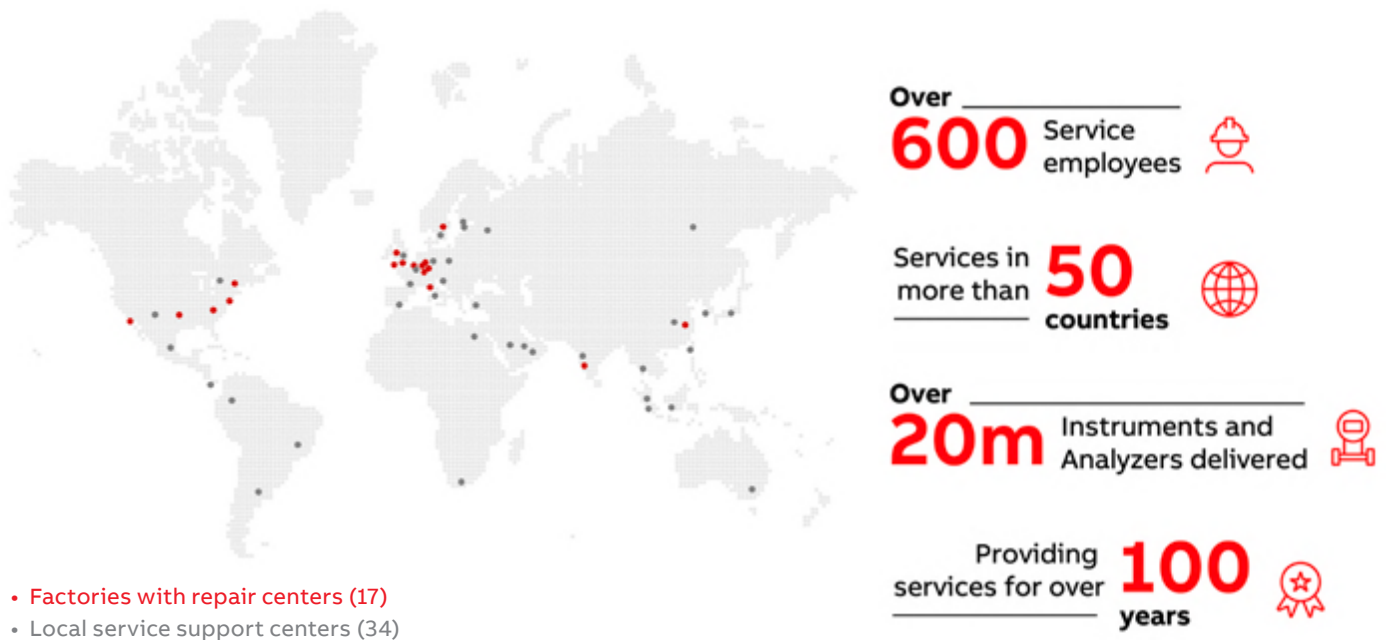 Over
600 Service
employees
Services in
more than
50
countries
Over
20m Instruments and
Analyzers delivered
Providing
services for over
100
years
• Factories with repair centers (17)
• Local service support centers (34)